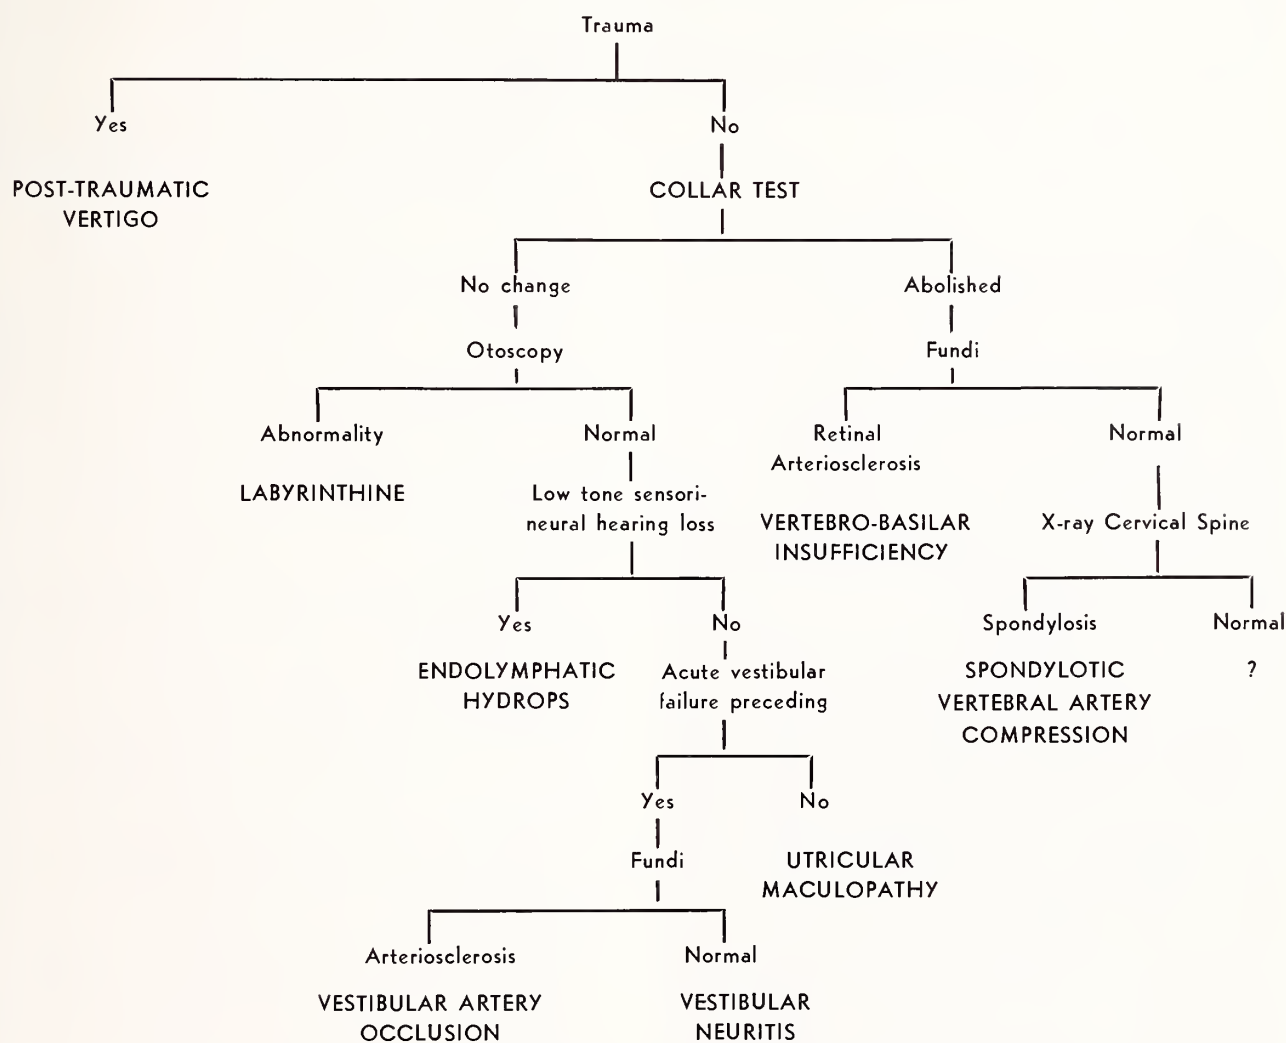 Trauma
Yes
No
POST-TRAUMATIC
VERTIGO
COLLAR TEST
No change
Abolished
Otoscopy
Fundi
Abnormality
Normal
Retinal
Arteriosclerosis
Normal
LABYRINTHINE
Low tone sensori-
neural hearing loss
VERTEBRO-BASILAR
INSUFFICIENCY
X-ray Cervical Spine
Yes
No
Spondylosis
Normal
ENDOLYMPHATIC
HYDROPS
Acute vestibular
failure preceding
SPONDYLOTIC
VERTEBRAL ARTERY
COMPRESSION
?
Yes
No
Fundi
UTRICULAR
MACULOPATHY
Arteriosclerosis
Normal
VESTIBULAR ARTERY
OCCLUSION
VESTIBULAR
NEURITIS